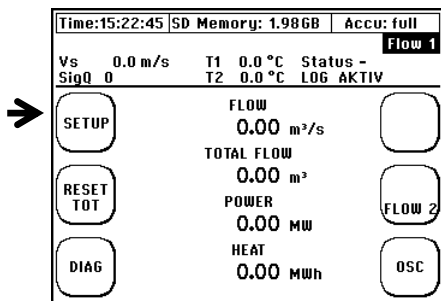 Time:15:22:45 SD Memory: 1.98GB Accu: full
Flow 1
Vs 0.0 m/s T1 0.0 °C Status -
SigQ 0 T2 0.0 °C LOG AKTIV
FLOW
SETUP
0.00 m³/s
TOTAL FLOW
0.00 m³
RESET
TOT
POWER
FLOW 2
0.00 MW
HEAT
DIAG
OSC
0.00 MWh